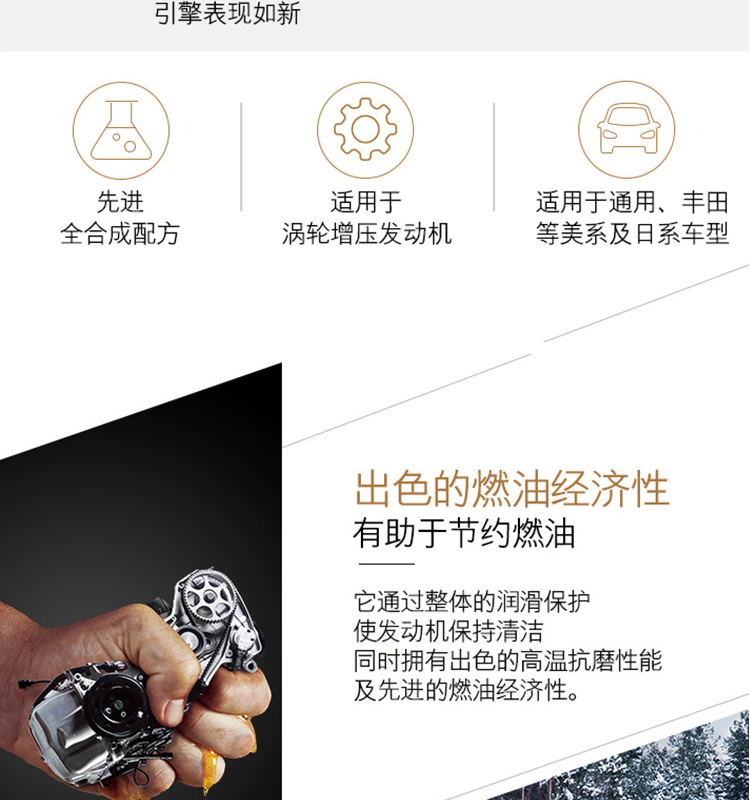 引擎表现如新
先进
全合成配方
适用于
涡轮增压发动机
适用于通用、丰田
等美系及日系车型
出色的燃油经济性
有助于节约燃油
它通过整体的润滑保护
使发动机保持清洁
同时拥有出色的高温抗磨性能
及先进的燃油经济性。